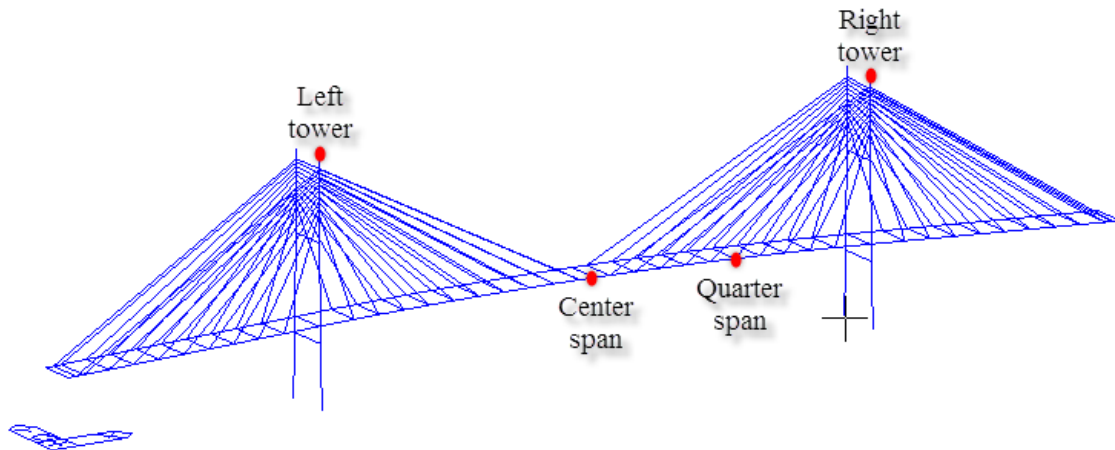 Right
tower
Left
tower
Center
span
Quarter
span